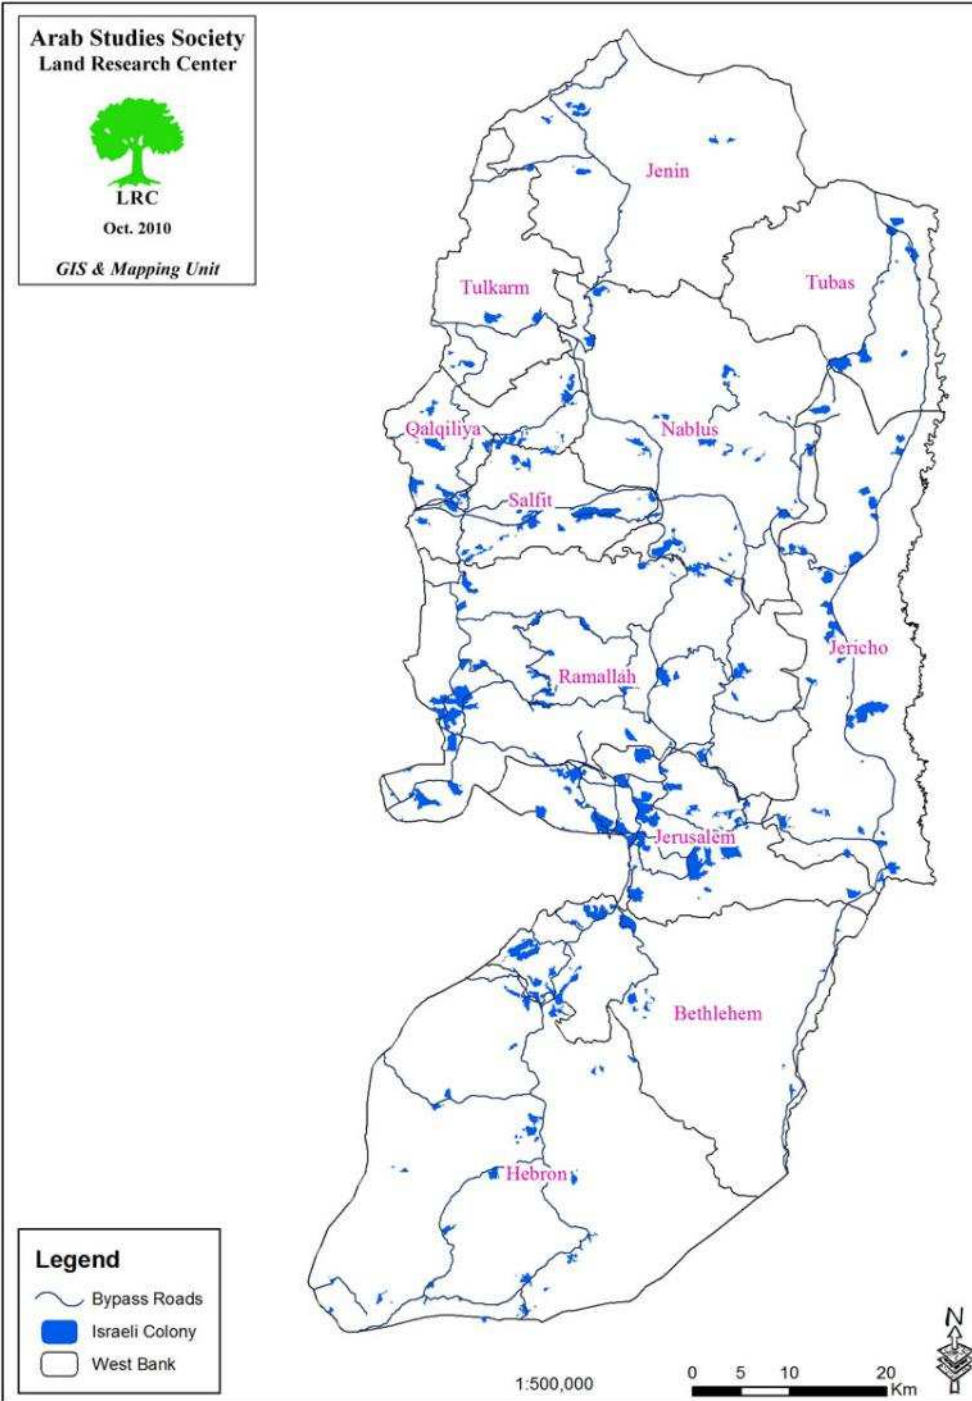 Arab Studies Society
Land Research Center
LRC
Oct. 2010
GIS & Mapping Unit
Jenin
Tulkarm
Tubas
Qalqiliya
Nablus
Salfit
Ramallah
Jericho
Jerusalem
Bethlehem
Hebron
Legend
Bypass Roads
Israeli Colony
West Bank
1:500,000
0 5 10 20
Km
N